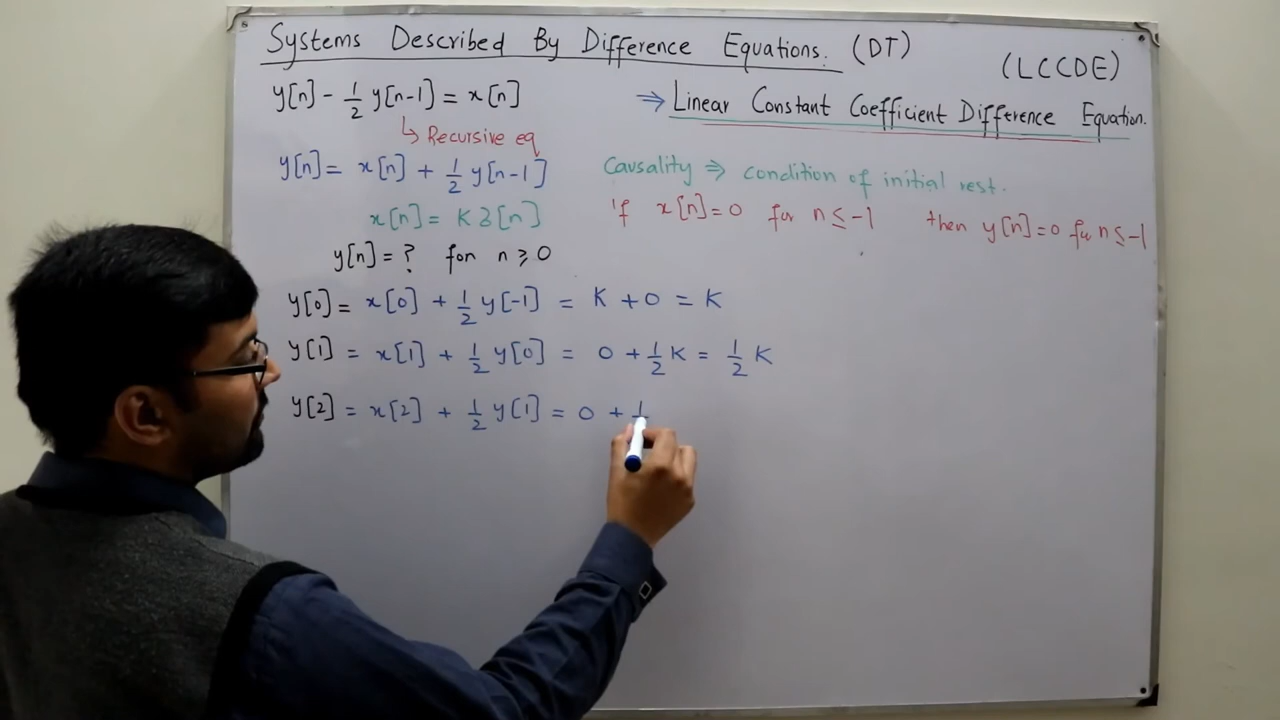 Systems Described By Difference Equations. (DT)
(LCCDE)
y[n] - 1/2 y[n-1] = x[n]
⇒ Linear Constant Coefficient Difference Equation.
↳ Recursive eq
y[n] = x[n] + 1/2 y[n-1]
Causality ⇒ condition of initial rest.
x[n] = K δ[n]
if x[n]=0 for n ≤ -1 then y[n]=0 for n ≤ -1
y[n] = ? for n ≥ 0
y[0] = x[0] + 1/2 y[-1] = K + 0 = K
y[1] = x[1] + 1/2 y[0] = 0 + 1/2 K = 1/2 K
y[2] = x[2] + 1/2 y[1] = 0 + 1